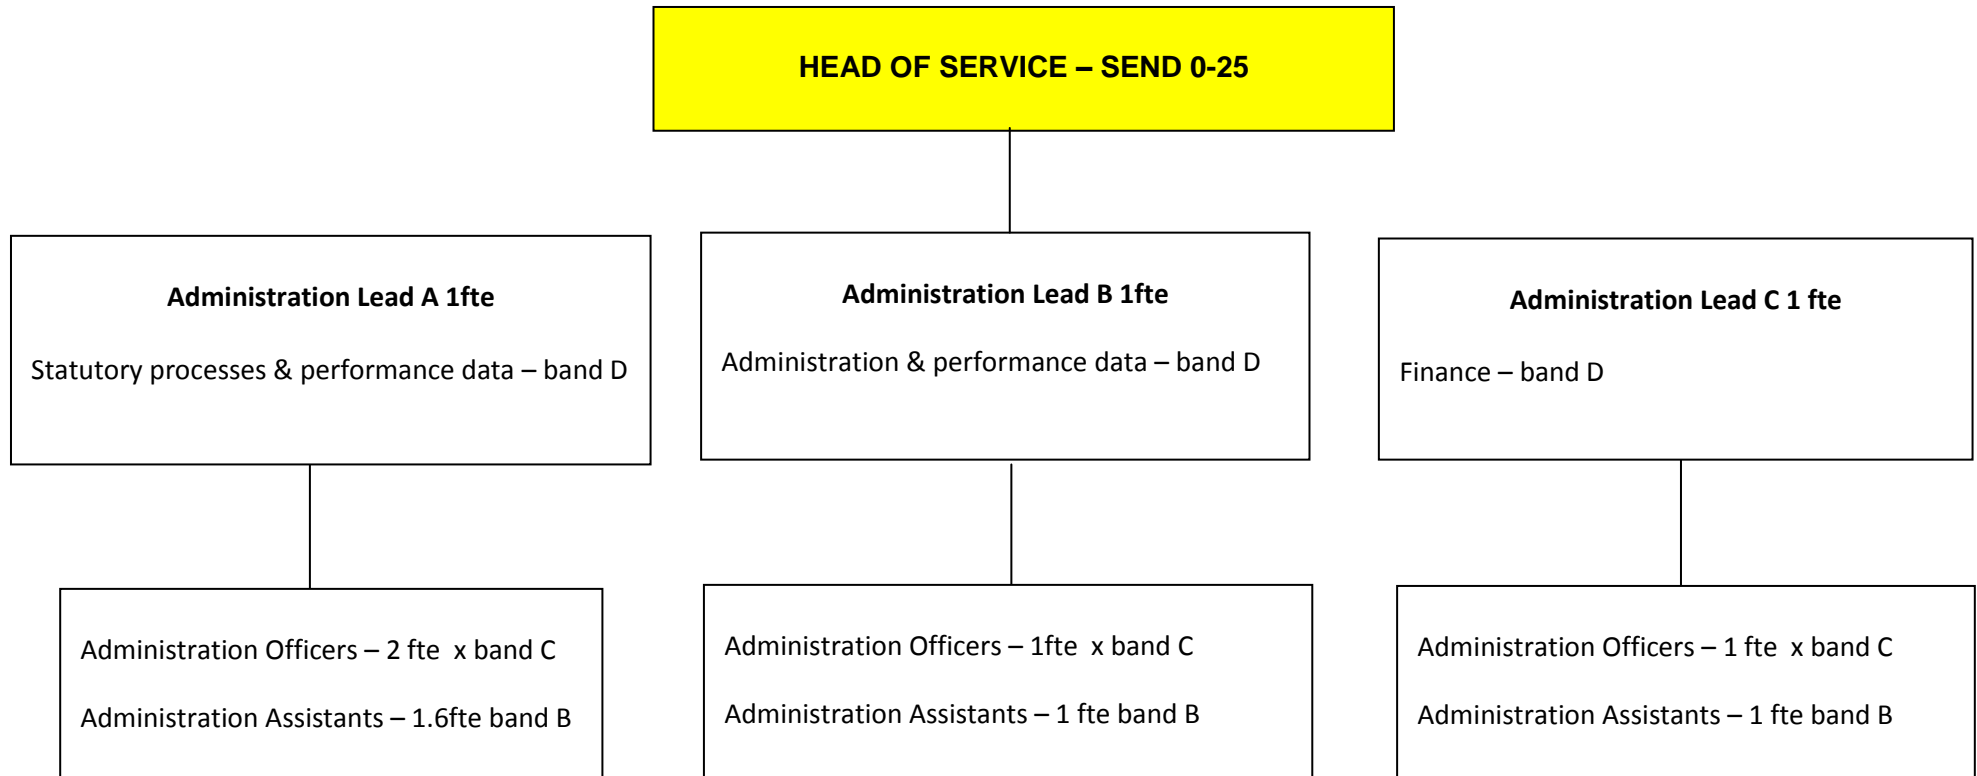 HEAD OF SERVICE – SEND 0-25
Administration Lead A 1fte
Statutory processes & performance data – band D
Administration Lead B 1fte
Administration & performance data – band D
Administration Lead C 1 fte
Finance – band D
Administration Officers – 2 fte  x band C
Administration Assistants – 1.6fte band B
Administration Officers – 1fte  x band C
Administration Assistants – 1 fte band B
Administration Officers – 1 fte  x band C
Administration Assistants – 1 fte band B